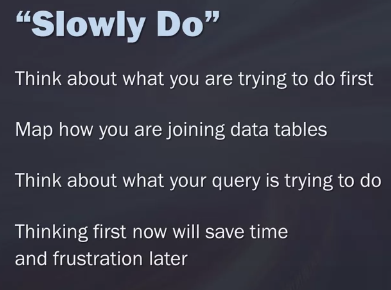 “Slowly Do”
Think about what you are trying to do first
Map how you are joining data tables
Think about what your query is trying to do
Thinking first now will save time
and frustration later